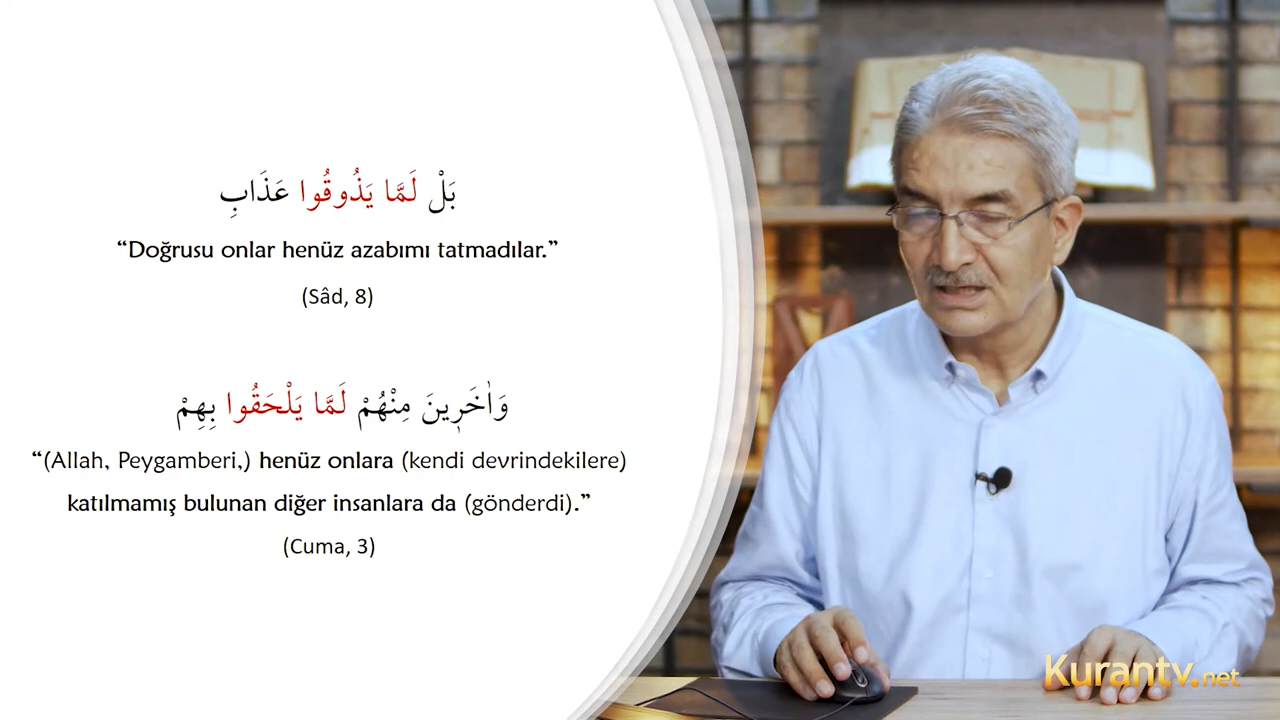 بَلْ لَمَّا يَذُوقُوا عَذَابِ
“Doğrusu onlar henüz azabımı tatmadılar.”
(Sâd, 8)
وَاٰخَرٖينَ مِنْهُمْ لَمَّا يَلْحَقُوا بِهِمْ
“(Allah, Peygamberi,) henüz onlara (kendi devrindekilere)
katılmamış bulunan diğer insanlara da (gönderdi).”
(Cuma, 3)
Kurantv.net